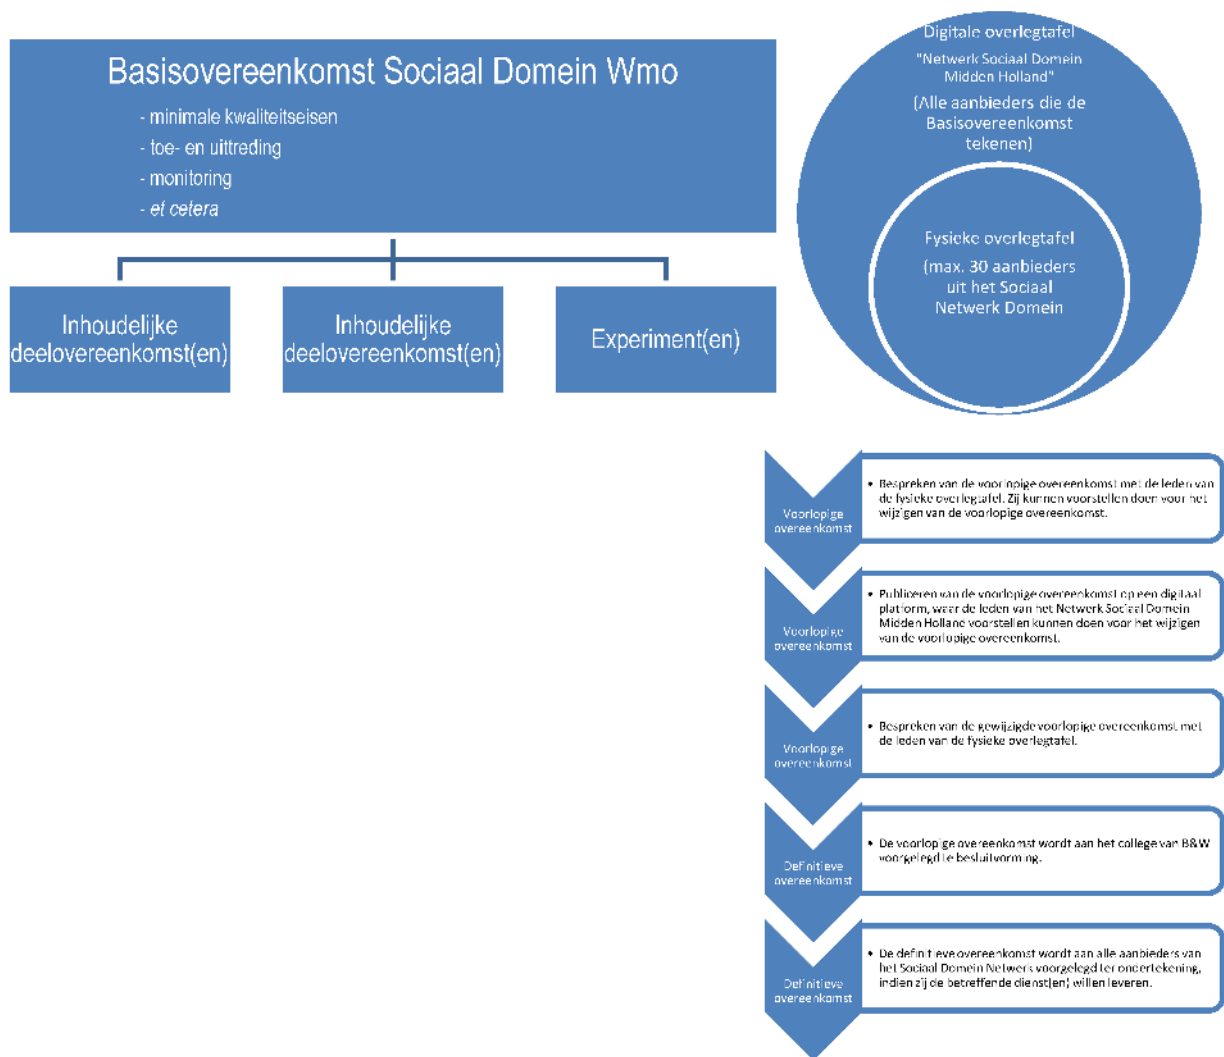 Basisovereenkomst Sociaal Domein Wmo
- minimale kwaliteitseisen
- toe- en uittreding
- monitoring
- et cetera
Inhoudelijke
deelovereenkomst(en)
Inhoudelijke
deelovereenkomst(en)
Experiment(en)
Digitale overlegtafel
"Netwerk Sociaal Domein
Midden Holland"
(Alle aanbieders die de
Basisovereenkomst
tekenen)
Fysieke overlegtafel
(max. 30 aanbieders
uit het Sociaal
Netwerk Domein
Voorlopige
overeenkomst
• Bespreken van de voorlopige overeenkomst met de leden van
de fysieke overlegtafel. Zij kunnen voorstellen doen voor het
wijzigen van de voorlopige overeenkomst.
Voorlopige
overeenkomst
• Publiceren van de voorlopige overeenkomst op een digitaal
platform, waar de leden van het Netwerk Sociaal Domein
Midden Holland voorstellen kunnen doen voor het wijzigen
van de voorlopige overeenkomst.
Voorlopige
overeenkomst
• Bespreken van de gewijzigde voorlopige overeenkomst met
de leden van de fysieke overlegtafel.
Definitieve
overeenkomst
• De voorlopige overeenkomst wordt aan het college van B&W
voorgelegd te besluitvorming.
Definitieve
overeenkomst
• De definitieve overeenkomst wordt aan alle aanbieders van
het Sociaal Domein Netwerk voorgelegd ter ondertekening,
indien zij de betreffende dienst(en) willen leveren.